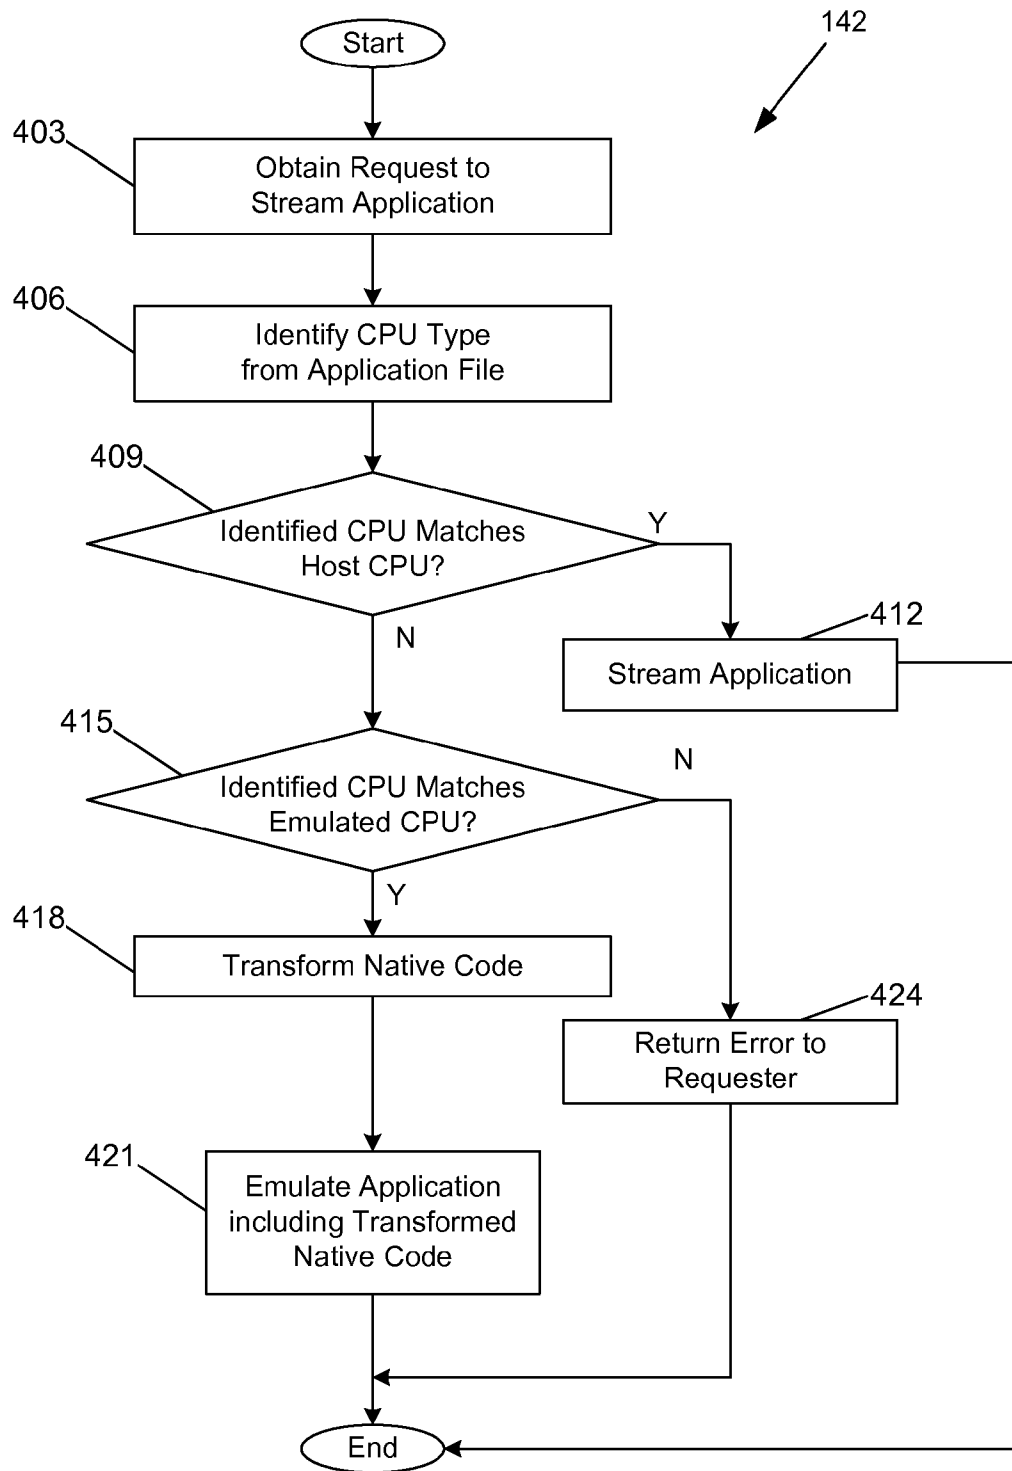 Start
142
403
Obtain Request to
Stream Application
406
Identify CPU Type
from Application File
409
Identified CPU Matches
Host CPU?
Y
N
412
Stream Application
415
Identified CPU Matches
Emulated CPU?
N
Y
418
Transform Native Code
424
Return Error to
Requester
421
Emulate Application
including Transformed
Native Code
End